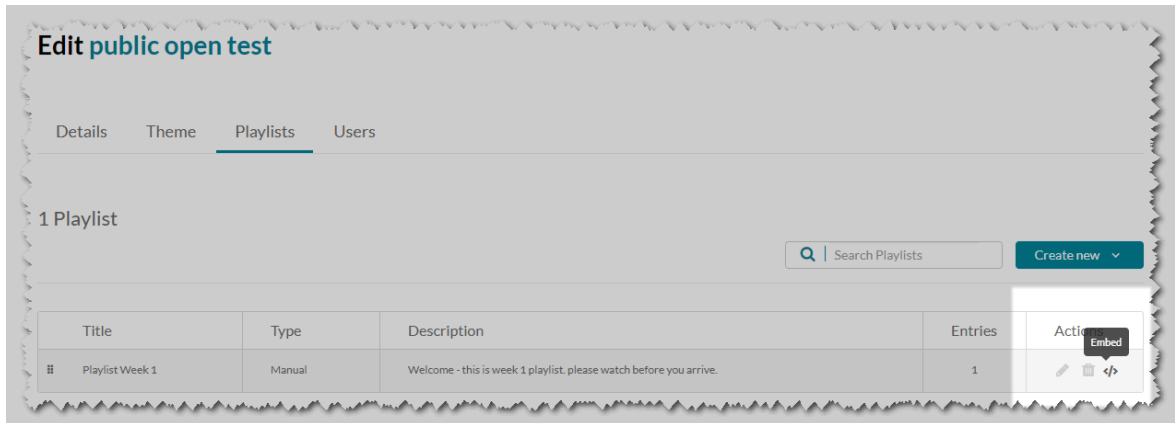 Edit public open test
Details Theme Playlists Users
1 Playlist
Search Playlists Create new
Title Type Description Entries Actions
Embed
Playlist Week 1 Manual Welcome - this is week 1 playlist. please watch before you arrive. 1